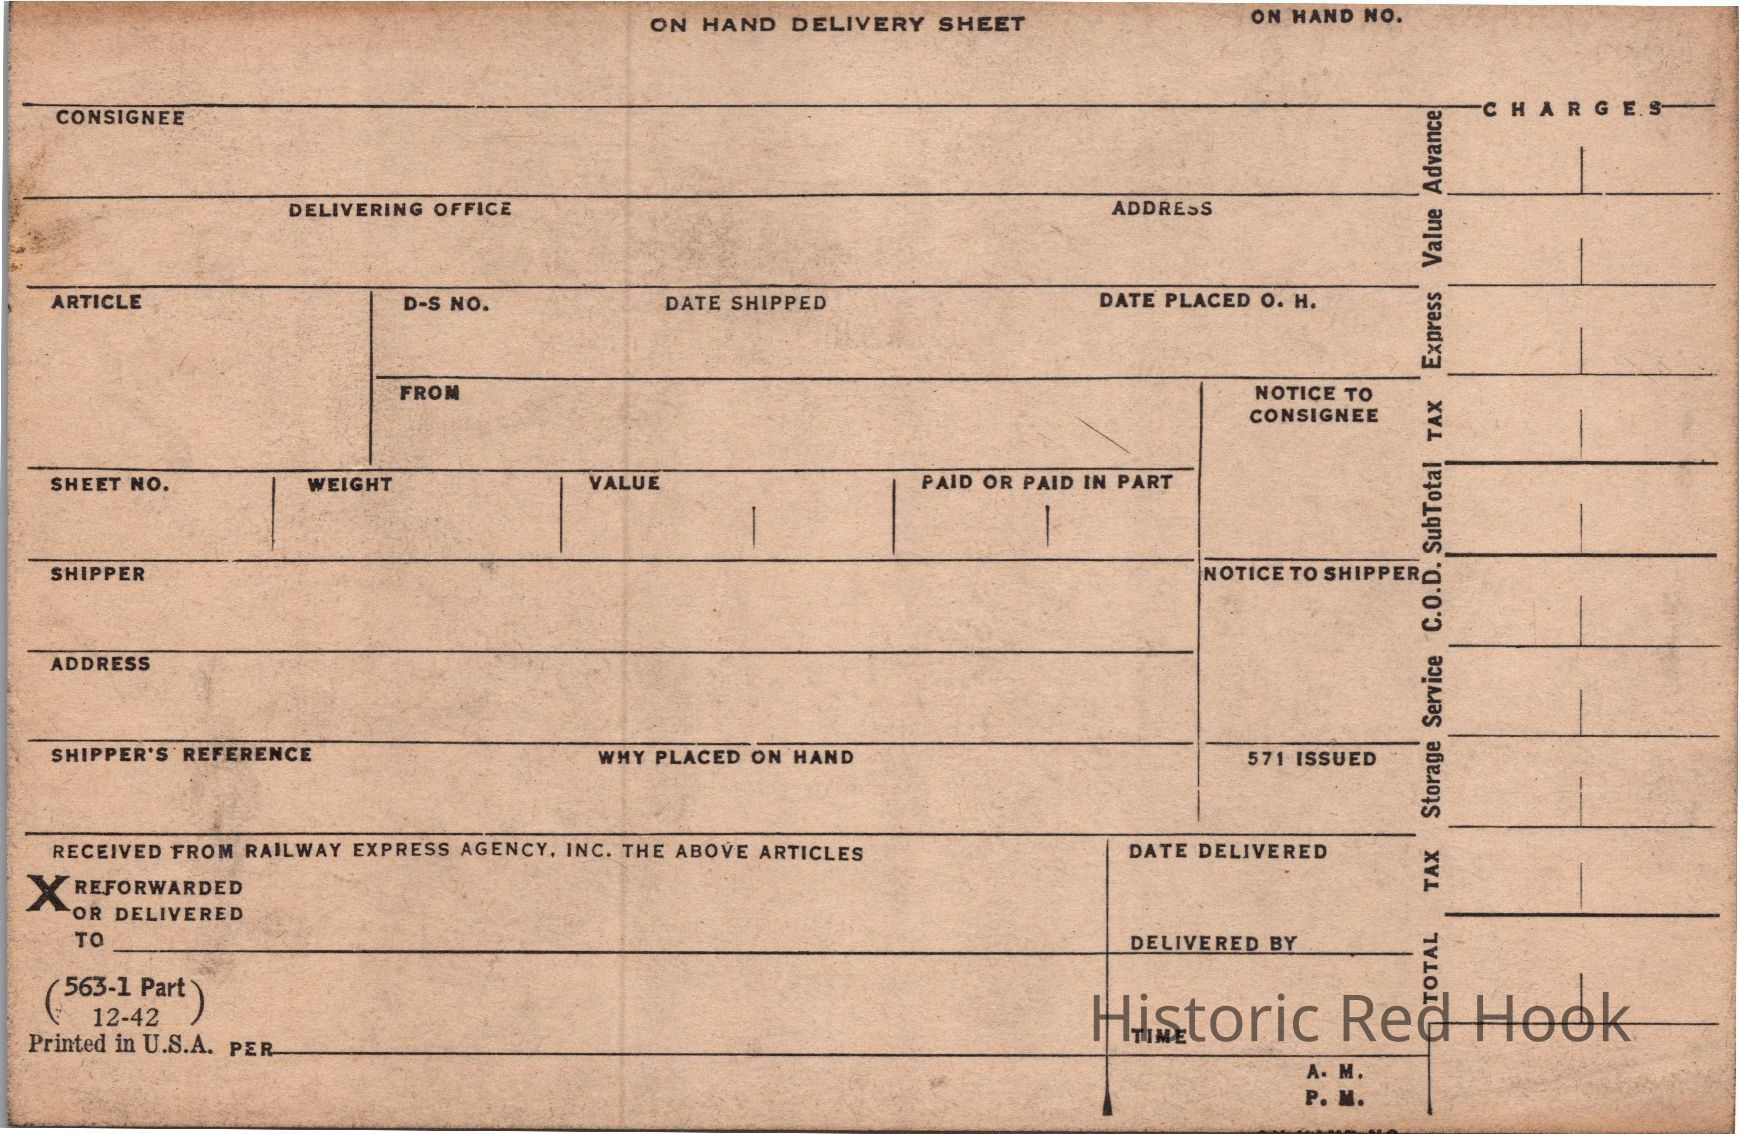 ON HAND DELIVERY SHEET
ON HAND NO.
CONSIGNEE
CHARGES
Advance
DELIVERING OFFICE
ADDRESS
Value
ARTICLE
D-S NO.
DATE SHIPPED
DATE PLACED O. H.
Express
FROM
NOTICE TO
CONSIGNEE
TAX
SHEET NO.
WEIGHT
VALUE
PAID OR PAID IN PART
SubTotal
SHIPPER
NOTICE TO SHIPPER
C.O.D.
ADDRESS
Service
SHIPPER'S REFERENCE
WHY PLACED ON HAND
571 ISSUED
Storage
RECEIVED FROM RAILWAY EXPRESS AGENCY, INC. THE ABOVE ARTICLES
DATE DELIVERED
TAX
X REFORWARDED
OR DELIVERED
TO
DELIVERED BY
TOTAL
(563-1 Part)
12-42
Printed in U.S.A. PER
TIME
Historic Red Hook
A. M.
P. M.